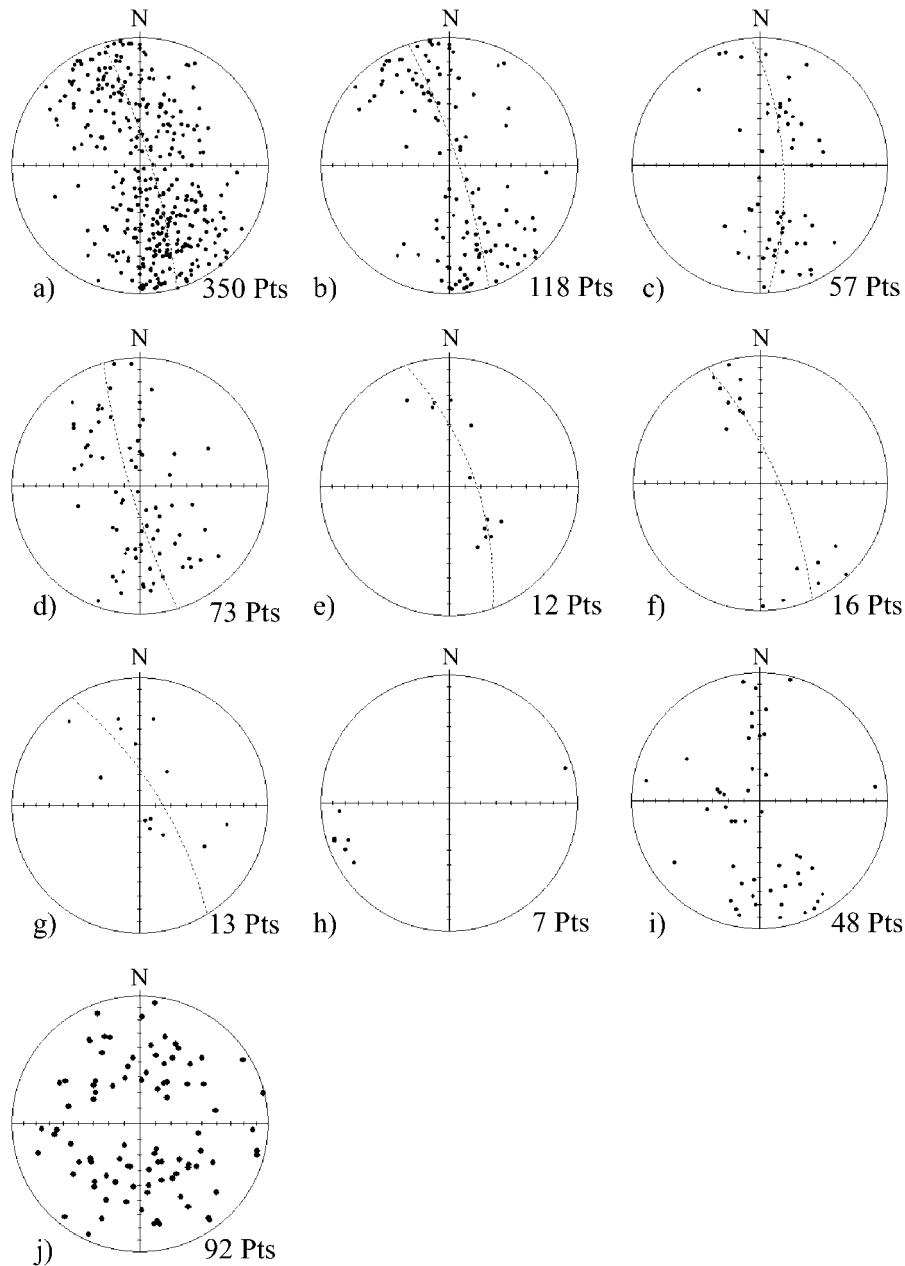 N N N
a) 350 Pts b) 118 Pts c) 57 Pts
N N N
d) 73 Pts e) 12 Pts f) 16 Pts
N N N
g) 13 Pts h) 7 Pts i) 48 Pts
N
j) 92 Pts